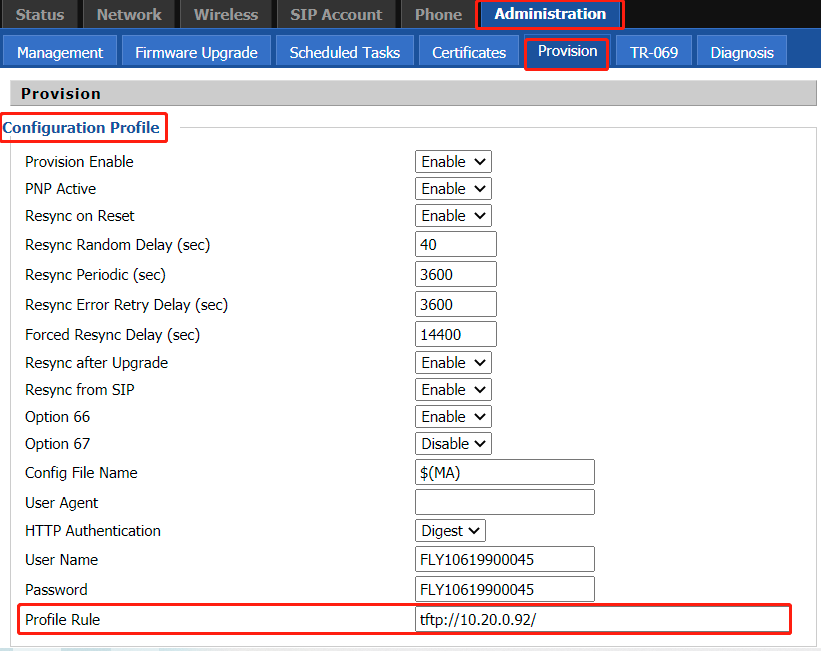 Status Network Wireless SIP Account Phone Administration
Management Firmware Upgrade Scheduled Tasks Certificates Provision TR-069 Diagnosis
Provision
Configuration Profile
Provision Enable Enable
PNP Active Enable
Resync on Reset Enable
Resync Random Delay (sec) 40
Resync Periodic (sec) 3600
Resync Error Retry Delay (sec) 3600
Forced Resync Delay (sec) 14400
Resync after Upgrade Enable
Resync from SIP Enable
Option 66 Enable
Option 67 Disable
Config File Name $(MA)
User Agent
HTTP Authentication Digest
User Name FLY10619900045
Password FLY10619900045
Profile Rule tftp://10.20.0.92/